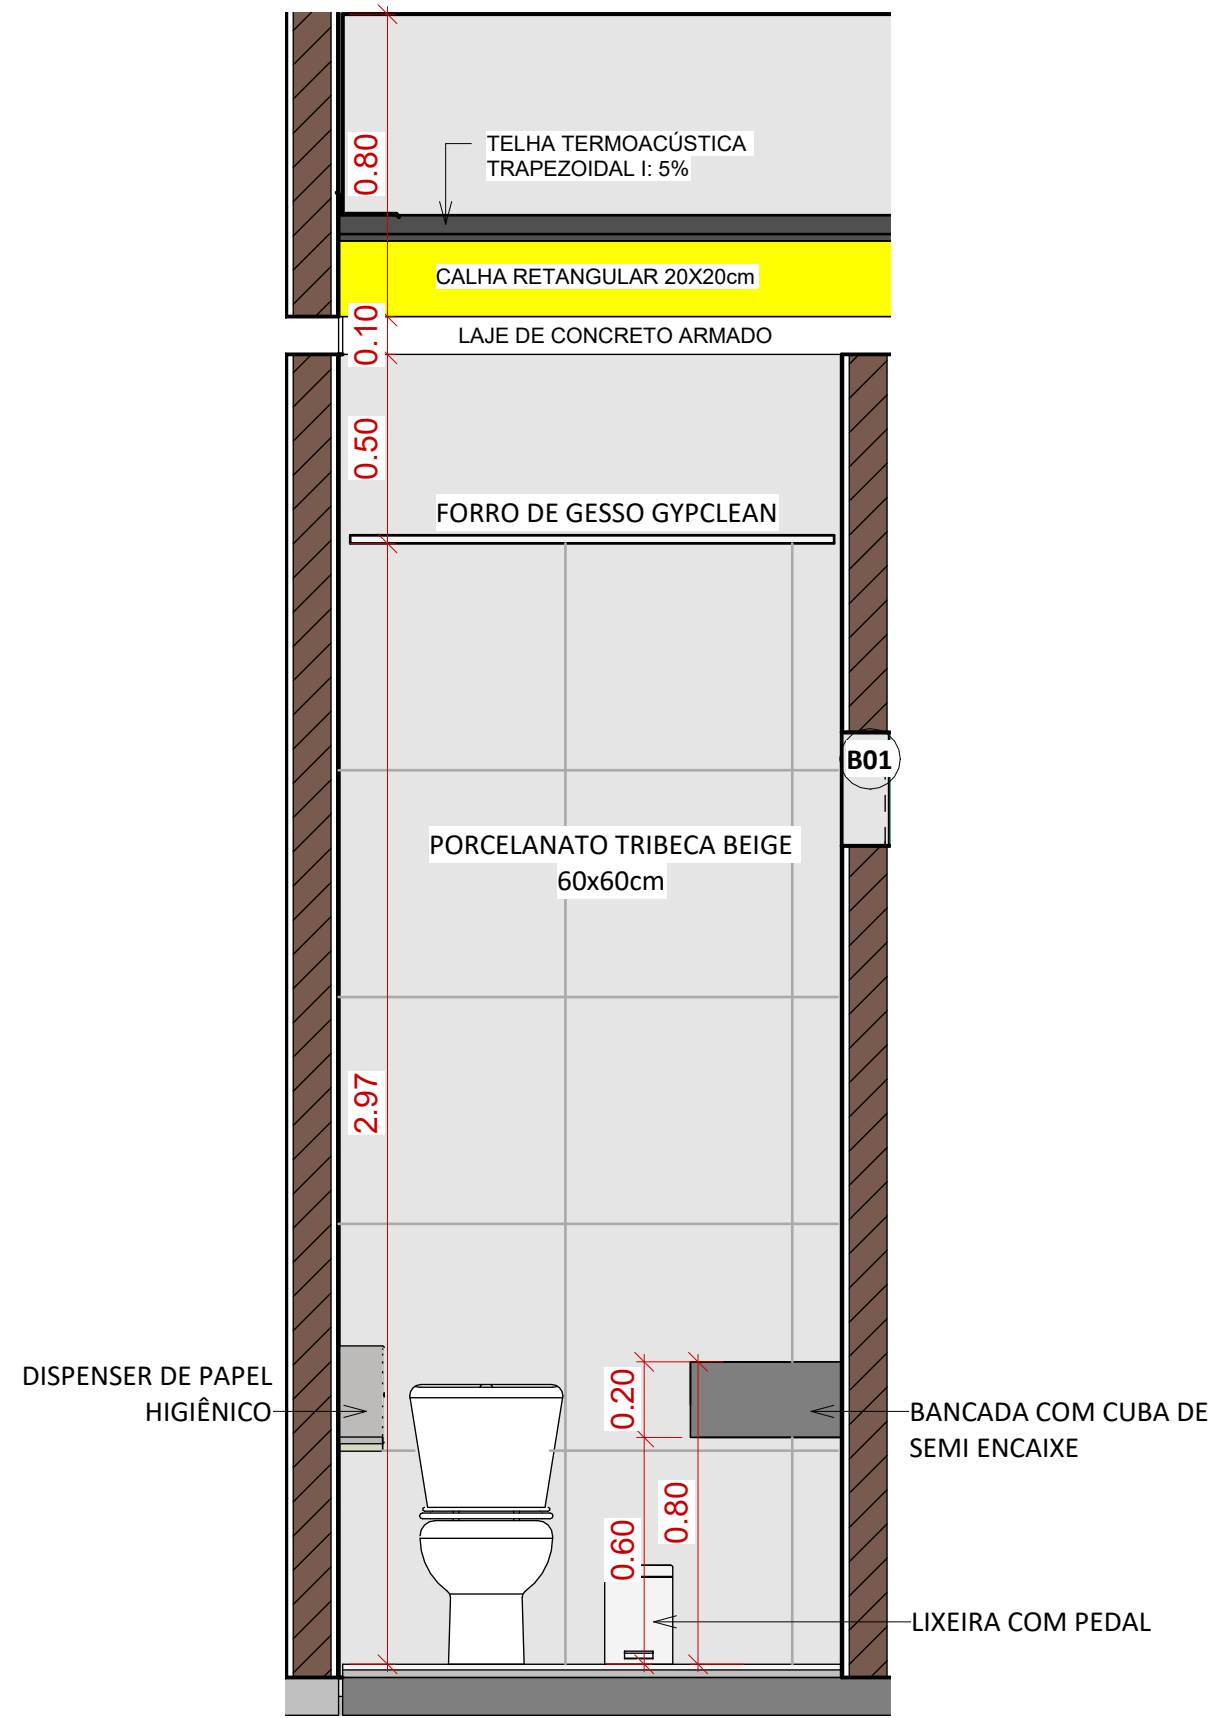 0.80
TELHA TERMOACÚSTICA
TRAPEZOIDAL I: 5%
CALHA RETANGULAR 20X20cm
0.10
LAJE DE CONCRETO ARMADO
0.50
FORRO DE GESSO GYPCLEAN
B01
PORCELANATO TRIBECA BEIGE
60x60cm
2.97
DISPENSER DE PAPEL
HIGIÊNICO
0.20
BANCADA COM CUBA DE
SEMI ENCAIXE
0.80
0.60
LIXEIRA COM PEDAL